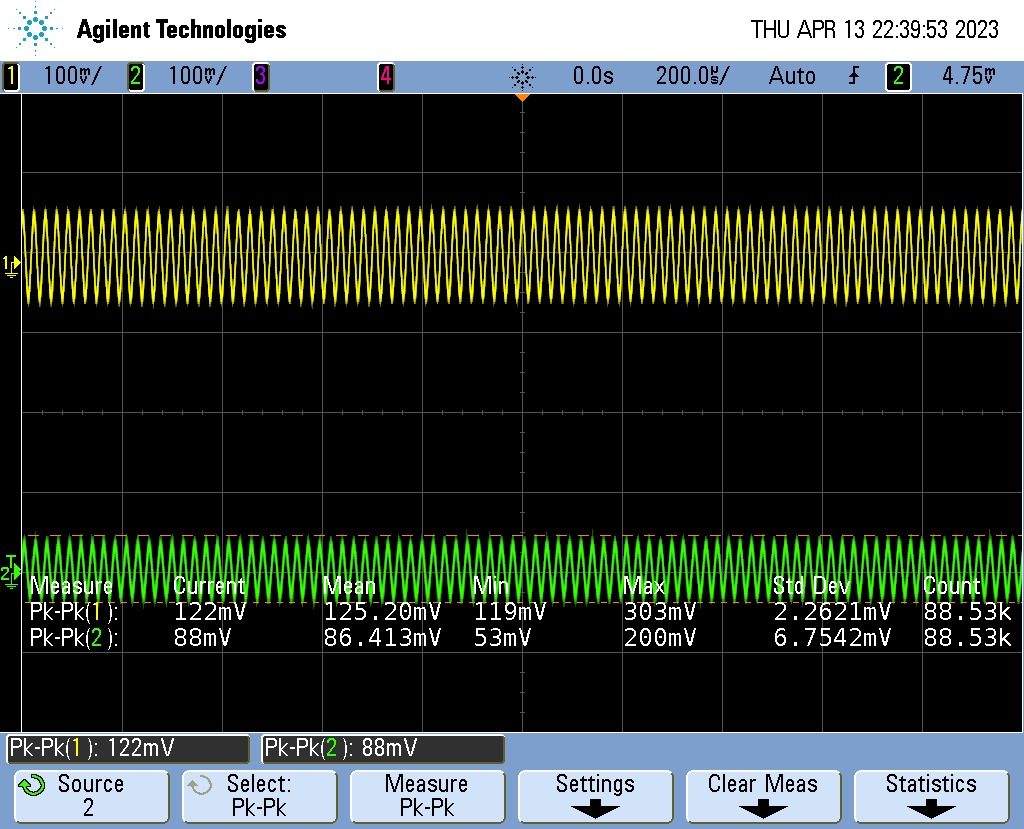 Agilent Technologies THU APR 13 22:39:53 2023
1 100mV/ 2 100mV/ 3 4 0.0s 200.0µs/ Auto 2 4.75mV
1
T
2
Measure Current Mean Min Max Std Dev Count
Pk-Pk(1): 122mV 125.20mV 119mV 303mV 2.2621mV 88.53k
Pk-Pk(2): 88mV 86.413mV 53mV 200mV 6.7542mV 88.53k
Pk-Pk(1): 122mV Pk-Pk(2): 88mV
Source Select: Measure Settings Clear Meas Statistics
2 Pk-Pk Pk-Pk